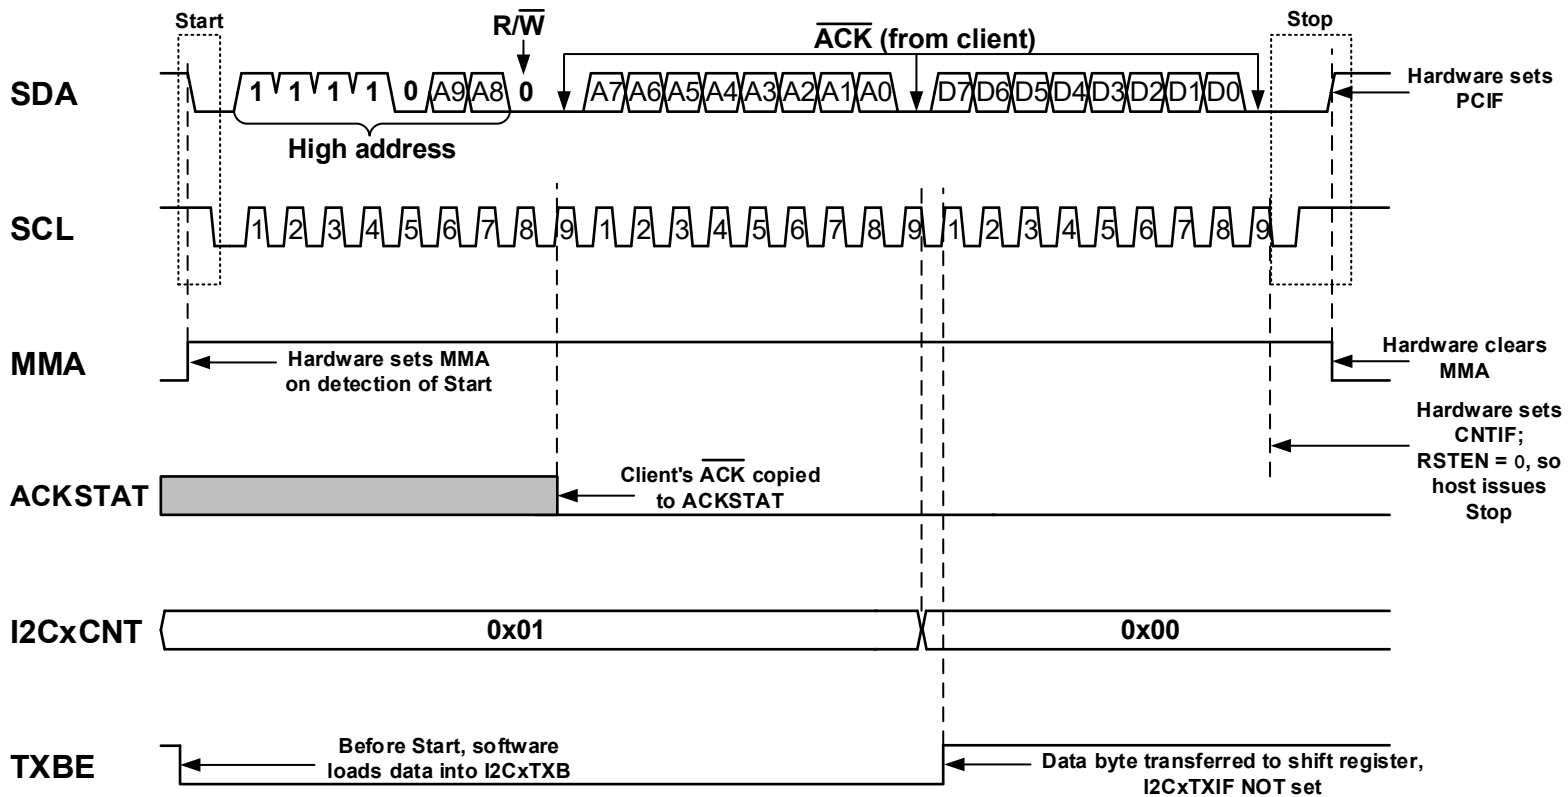 Start
R/W
ACK (from client)
Stop
SDA
1 1 1 1 0 A9 A8 0 A7 A6 A5 A4 A3 A2 A1 A0 D7 D6 D5 D4 D3 D2 D1 D0
Hardware sets
PCIF
High address
SCL
1 2 3 4 5 6 7 8 9 1 2 3 4 5 6 7 8 9 1 2 3 4 5 6 7 8 9
MMA
Hardware sets MMA
on detection of Start
Hardware clears
MMA
Hardware sets
CNTIF;
RSTEN = 0, so
host issues
Stop
ACKSTAT
Client's ACK copied
to ACKSTAT
I2CxCNT
0x01
0x00
TXBE
Before Start, software
loads data into I2CxTXB
Data byte transferred to shift register,
I2CxTXIF NOT set